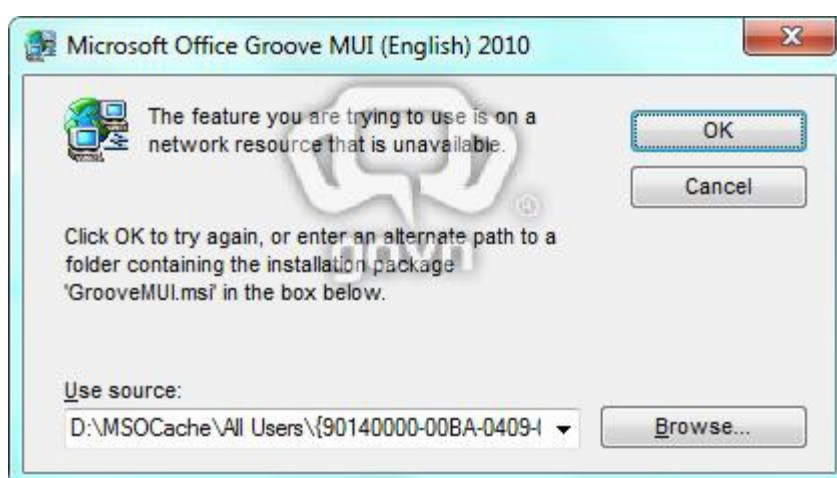 Microsoft Office Groove MUI (English) 2010
The feature you are trying to use is on a
network resource that is unavailable.
OK
Cancel
Click OK to try again, or enter an alternate path to a
folder containing the installation package
'GrooveMUI.msi' in the box below.
gnvn
Use source:
D:\MSOCache\All Users\{90140000-00BA-0409-(
Browse...